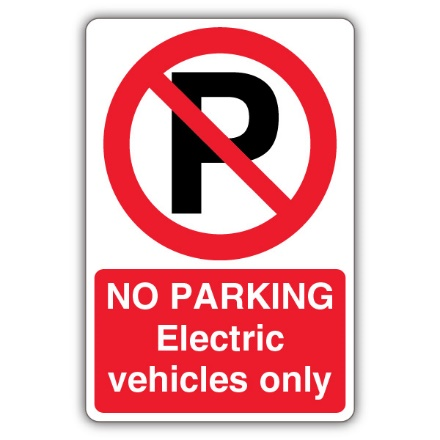 P
NO PARKING
Electric
vehicles only